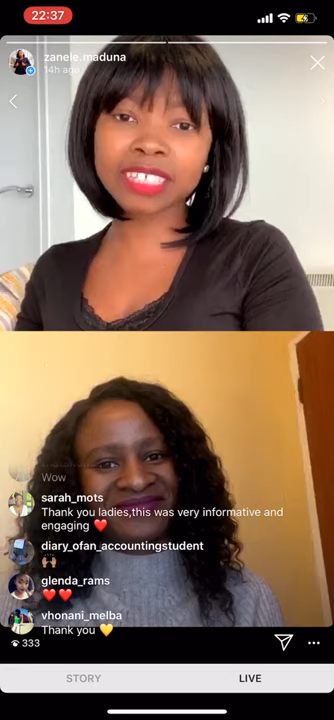 22:37
zanele.maduna
14h ago
Wow
sarah_mots
Thank you ladies,this was very informative and
engaging ❤️
diary_ofan_accountingstudent
🙌🏽
glenda_rams
❤️❤️
vhonani_melba
Thank you 💛
333
STORY
LIVE